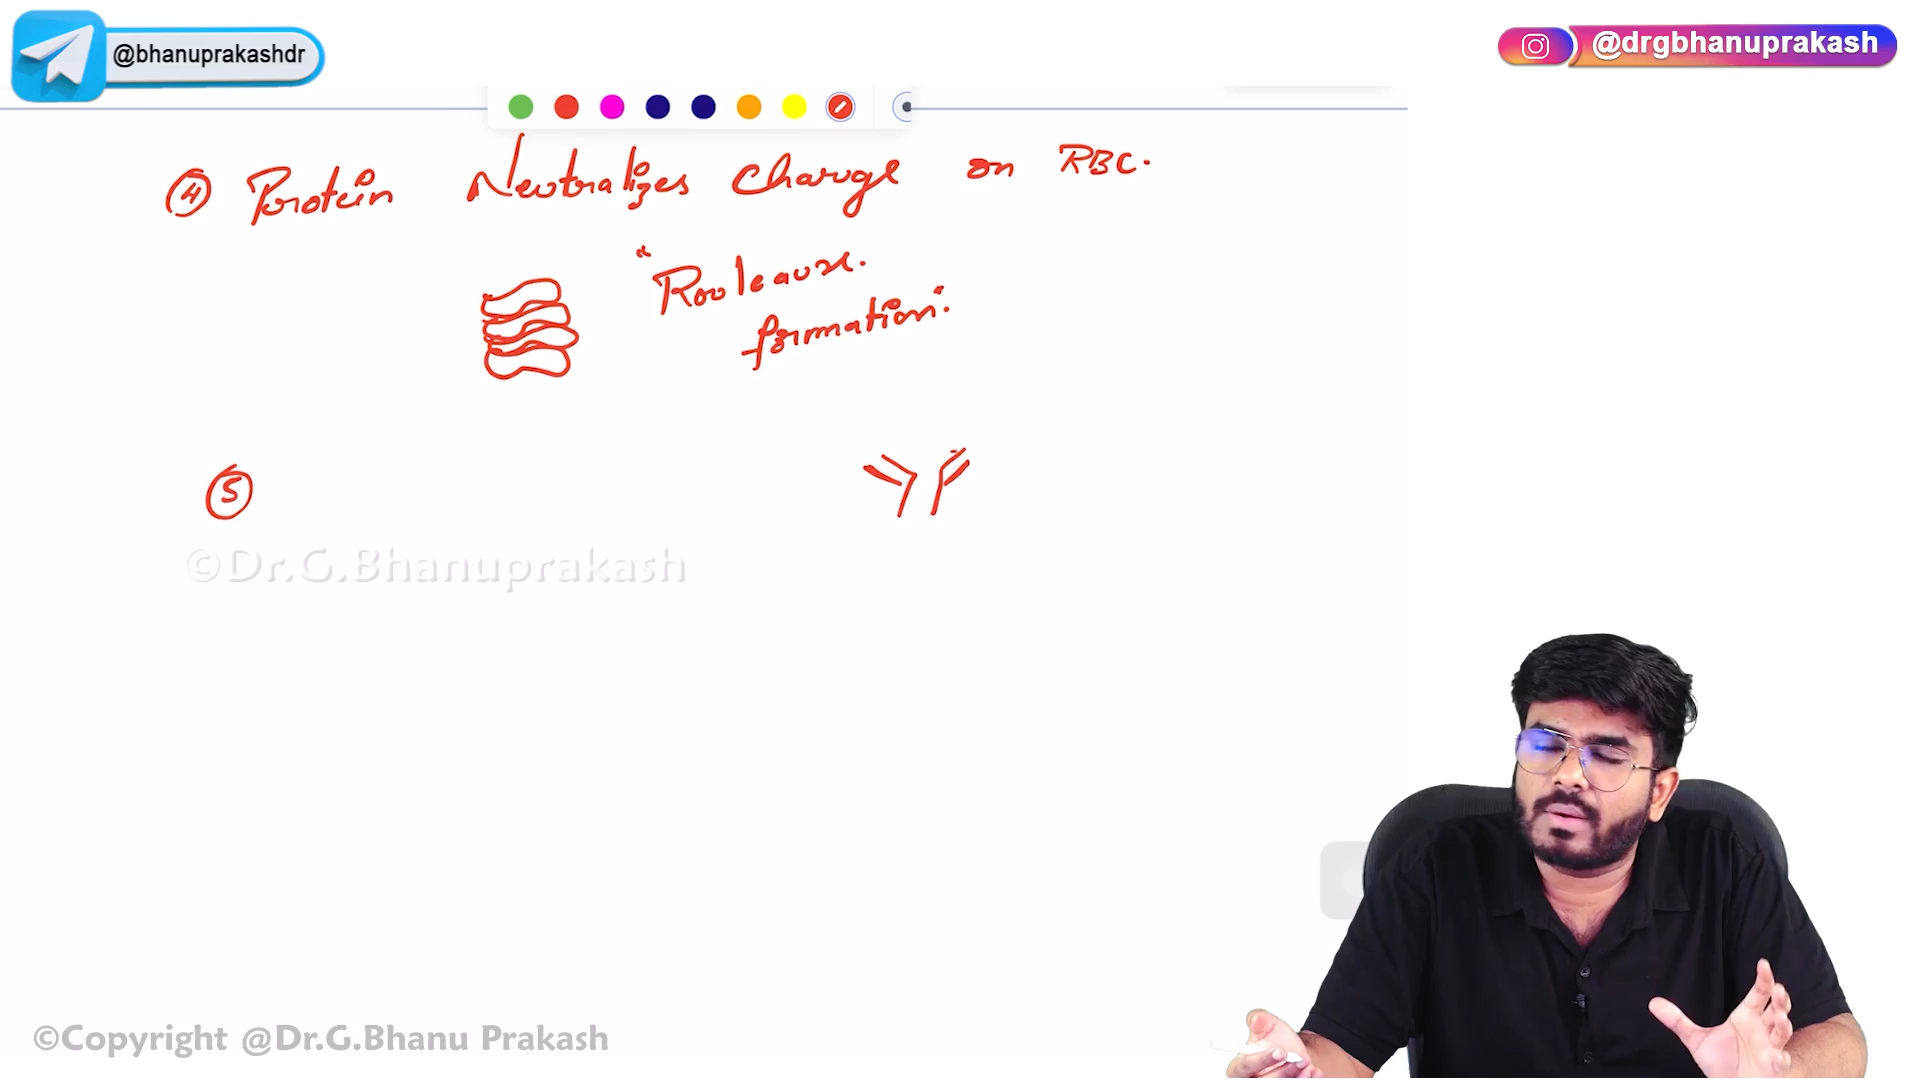 @bhanuprakashdr
@drgbhanuprakash
④ Protein Neutralizes Charge on RBC.
"Rouleaux.
formation".
⑤
©Dr.G.Bhanuprakash
©Copyright @Dr.G.Bhanu Prakash